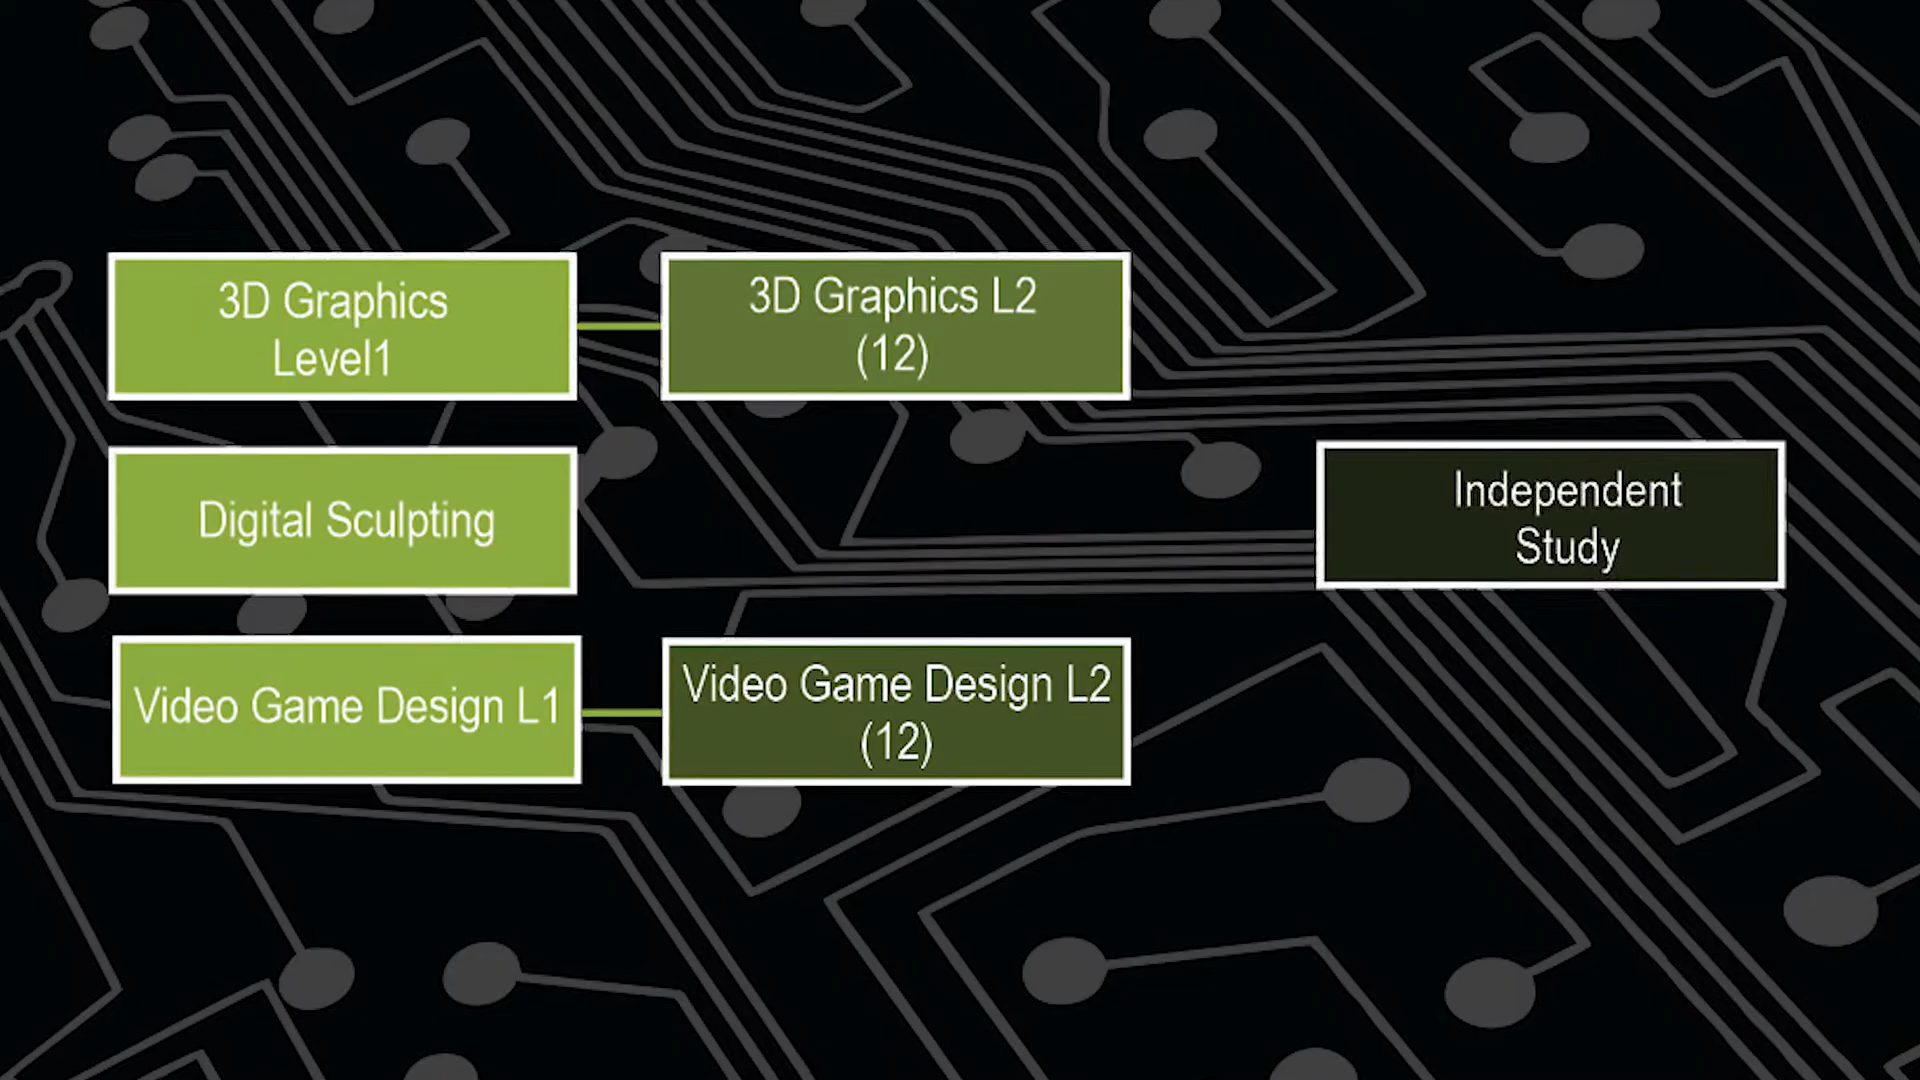 3D Graphics
Level1
3D Graphics L2
(12)
Digital Sculpting
Independent
Study
Video Game Design L1
Video Game Design L2
(12)